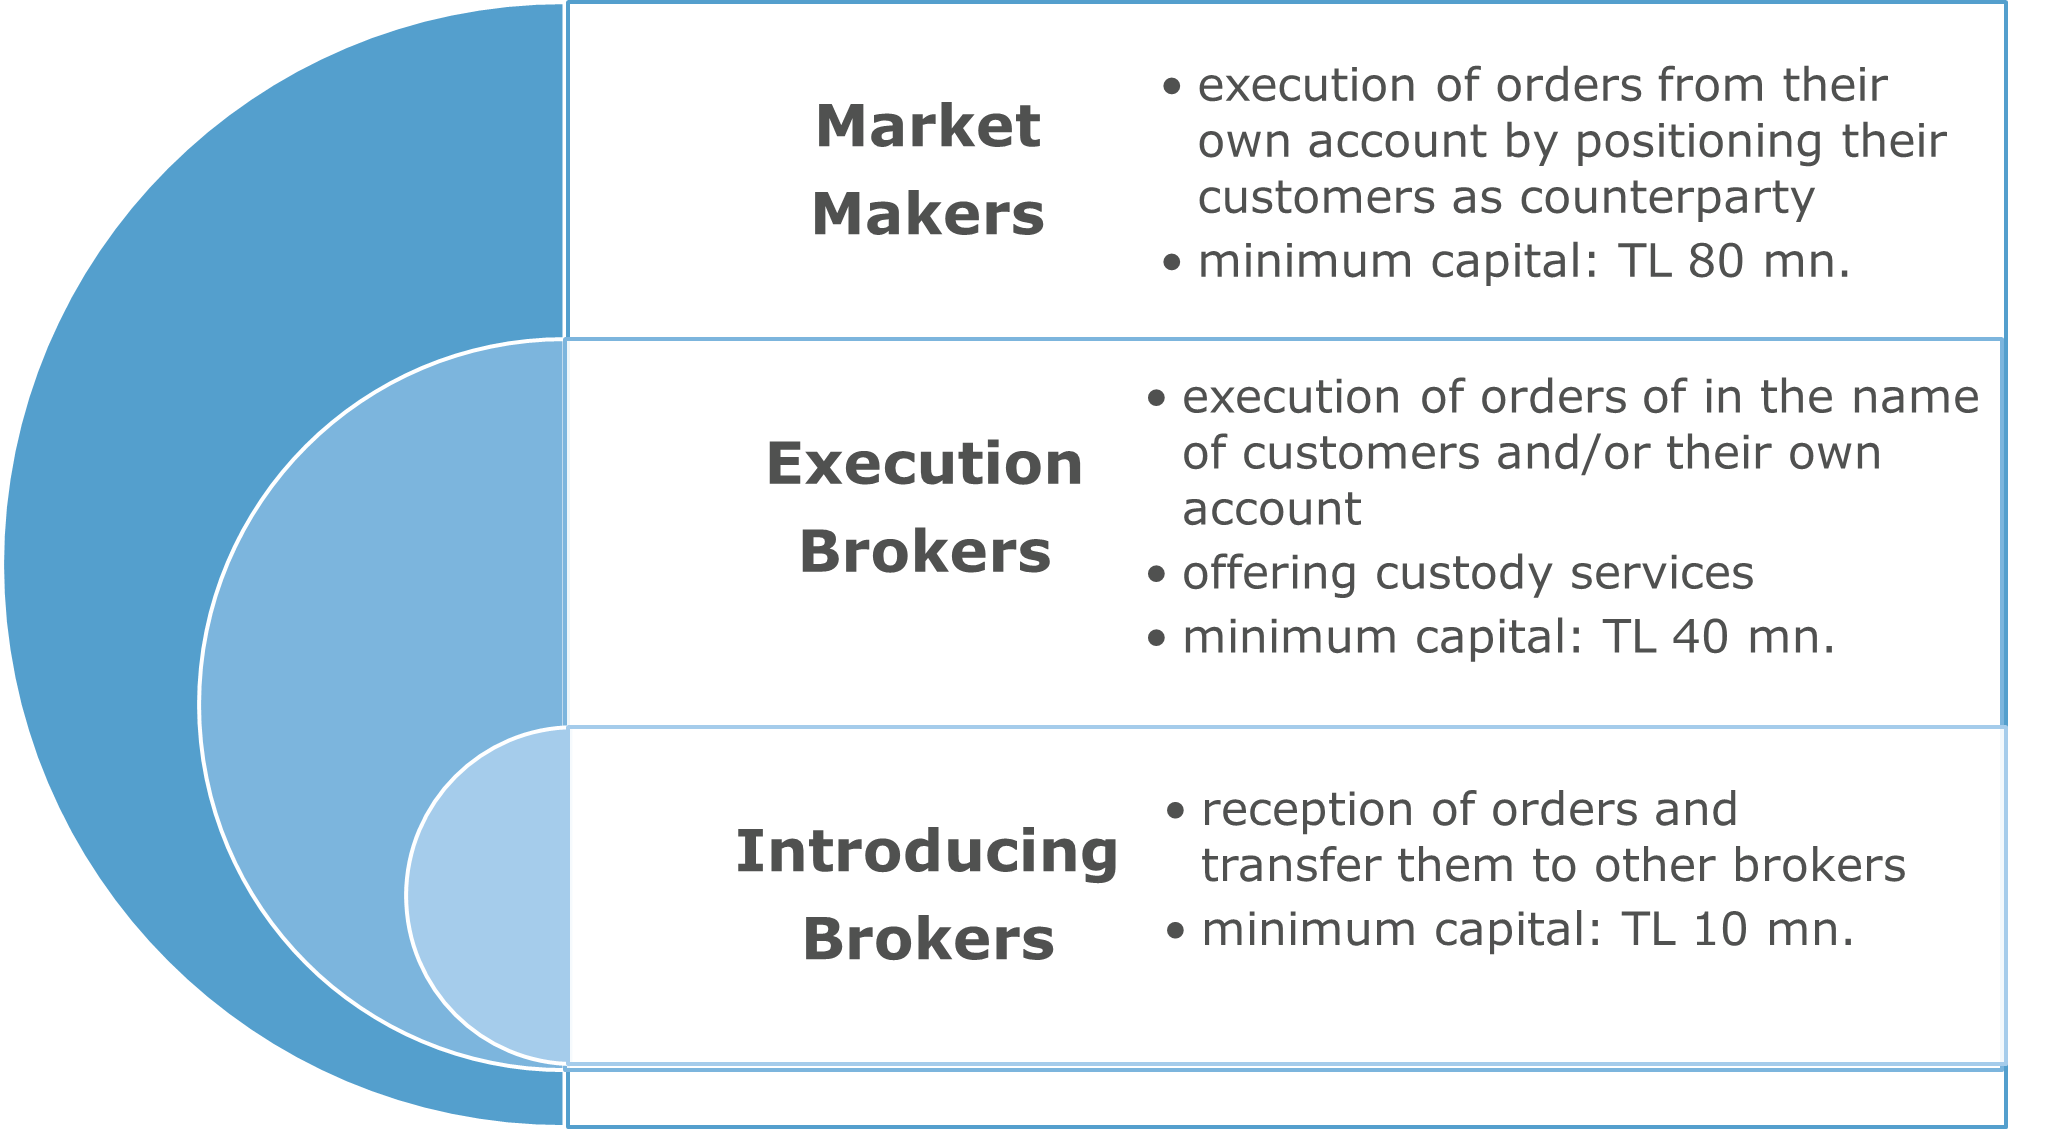 Market
Makers
• execution of orders from their
own account by positioning their
customers as counterparty
• minimum capital: TL 80 mn.
Execution
Brokers
• execution of orders of in the name
of customers and/or their own
account
• offering custody services
• minimum capital: TL 40 mn.
Introducing
Brokers
• reception of orders and
transfer them to other brokers
• minimum capital: TL 10 mn.